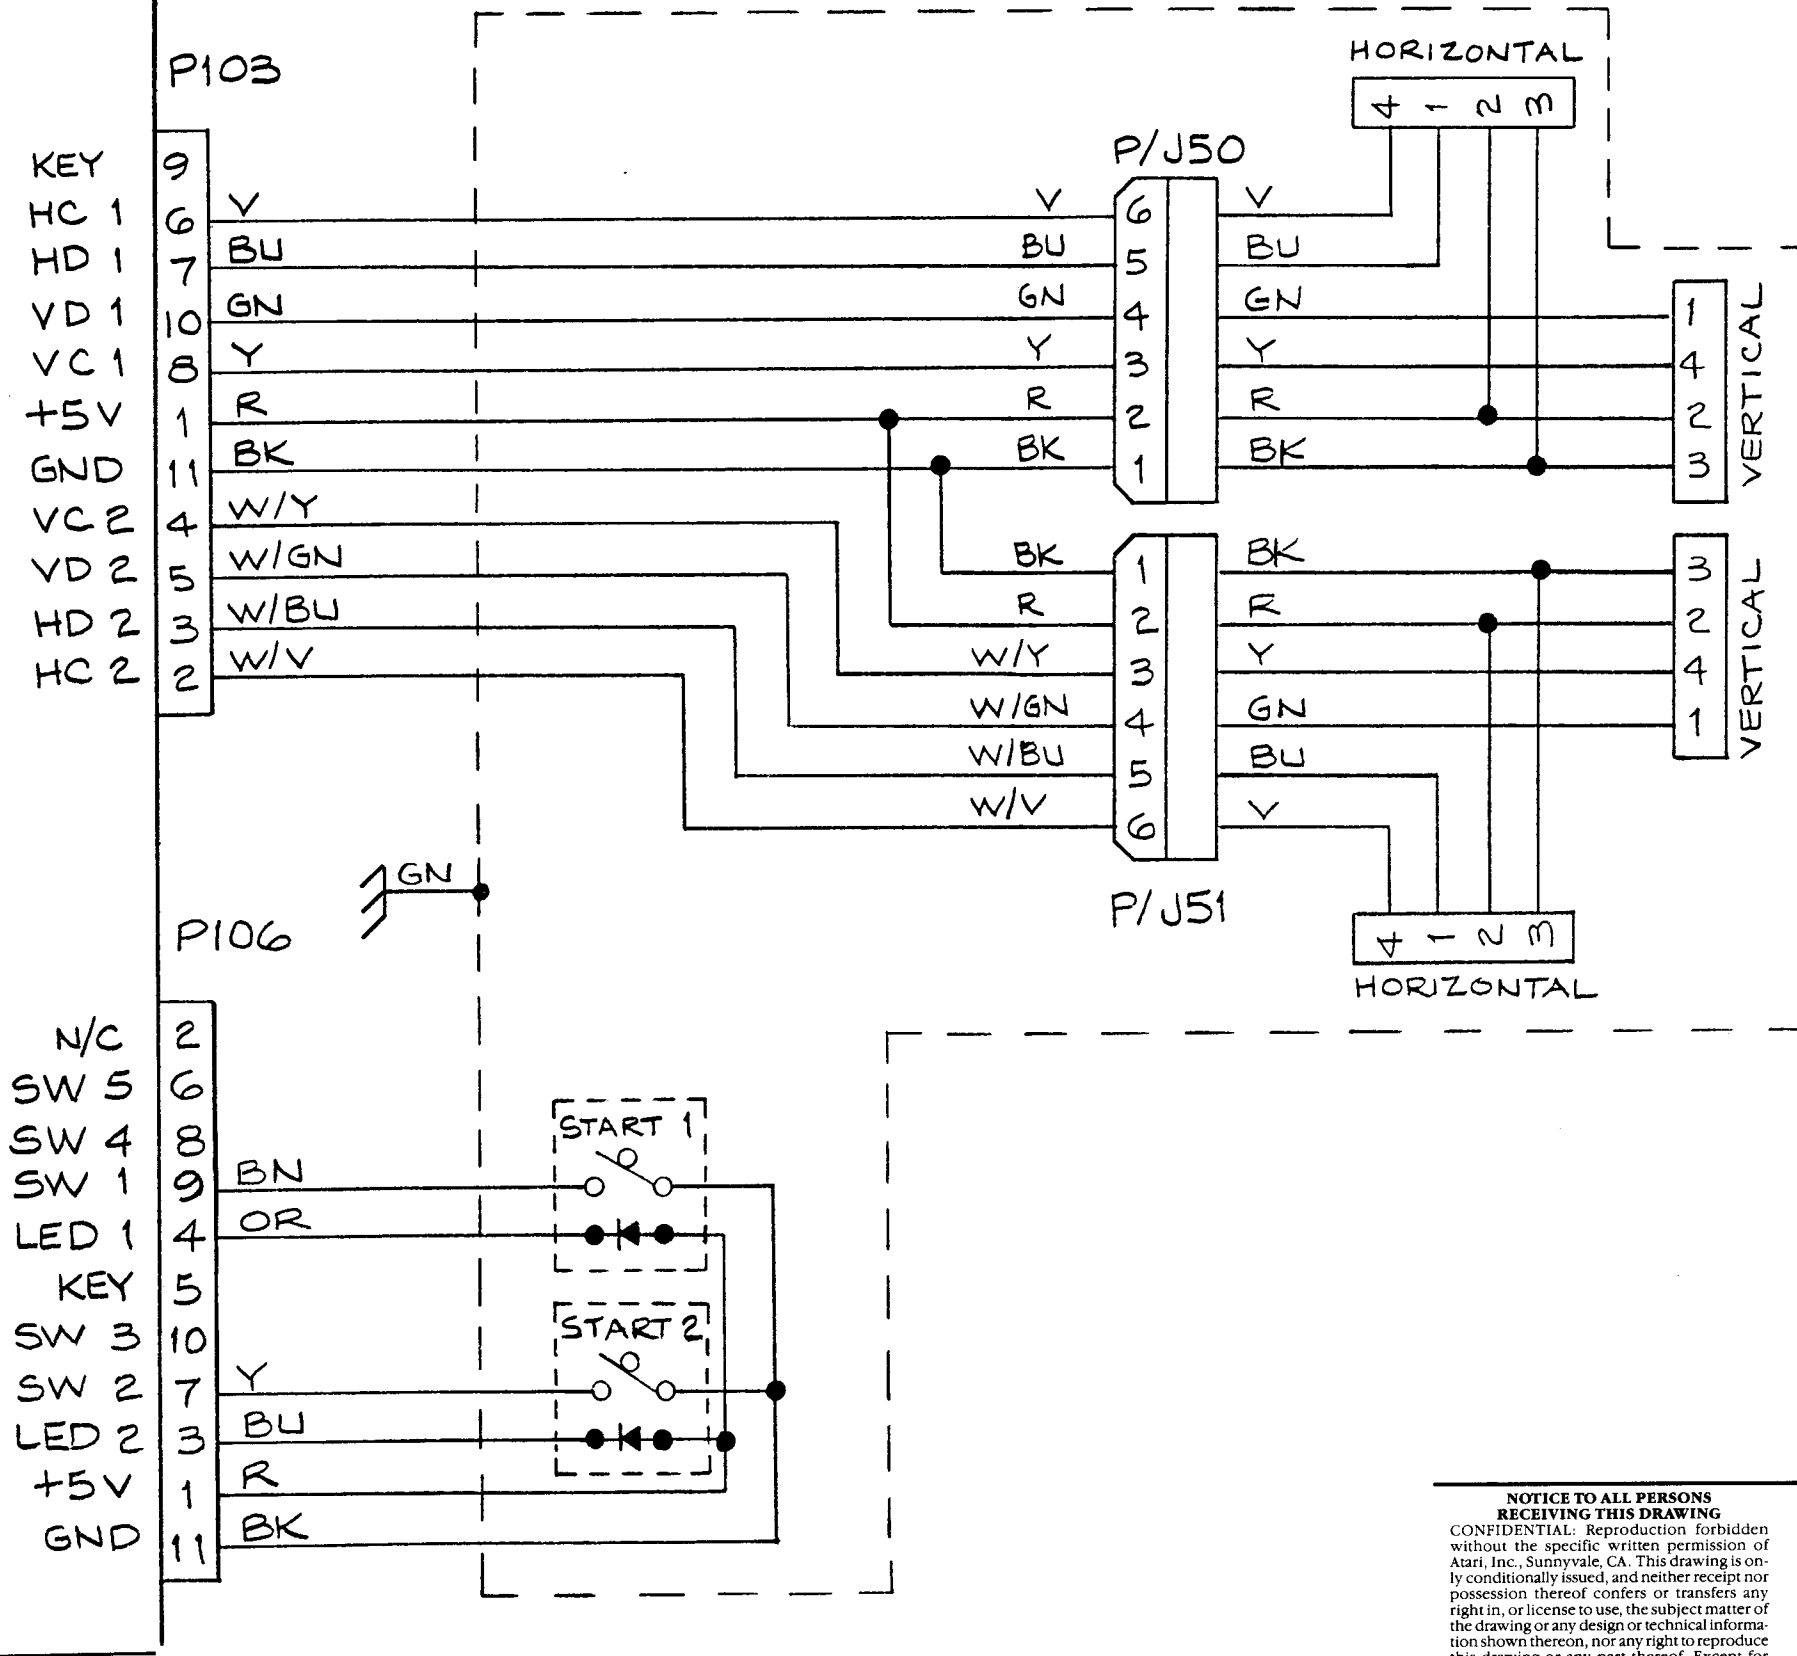 P103
KEY 9
HC 1 6 V
HD 1 7 BU
VD 1 10 GN
VC 1 8 Y
+5V 1 R
GND 11 BK
VC 2 4 W/Y
VD 2 5 W/GN
HD 2 3 W/BU
HC 2 2 W/V
P/J50
V 6 V
BU 5 BU
GN 4 GN
Y 3 Y
R 2 R
BK 1 BK
HORIZONTAL
4 1 2 3
1
4
2
3
VERTICAL
BK 1 BK
R 2 R
W/Y 3 Y
W/GN 4 GN
W/BU 5 BU
W/V 6 V
P/J51
3
2
4
1
VERTICAL
4 1 2 3
HORIZONTAL
GN
P106
N/C 2
SW 5 6
SW 4 8
SW 1 9 BN
LED 1 4 OR
KEY 5
SW 3 10
SW 2 7 Y
LED 2 3 BU
+5V 1 R
GND 11 BK
START 1
START 2
NOTICE TO ALL PERSONS
RECEIVING THIS DRAWING
CONFIDENTIAL: Reproduction forbidden
without the specific written permission of
Atari, Inc., Sunnyvale, CA. This drawing is on-
ly conditionally issued, and neither receipt nor
possession thereof confers or transfers any
right in, or license to use, the subject matter of
the drawing or any design or technical informa-
tion shown thereon, nor any right to reproduce
this drawing or any part thereof. Except for